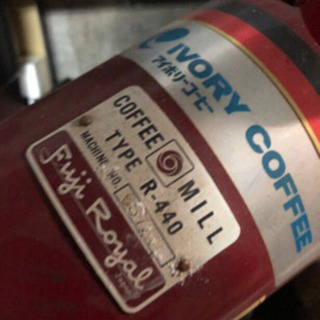 IVORY COFFEE
アイボリーコーヒー
COFFEE MILL
TYPE R-440
MACHINE NO.
Fuji Royal